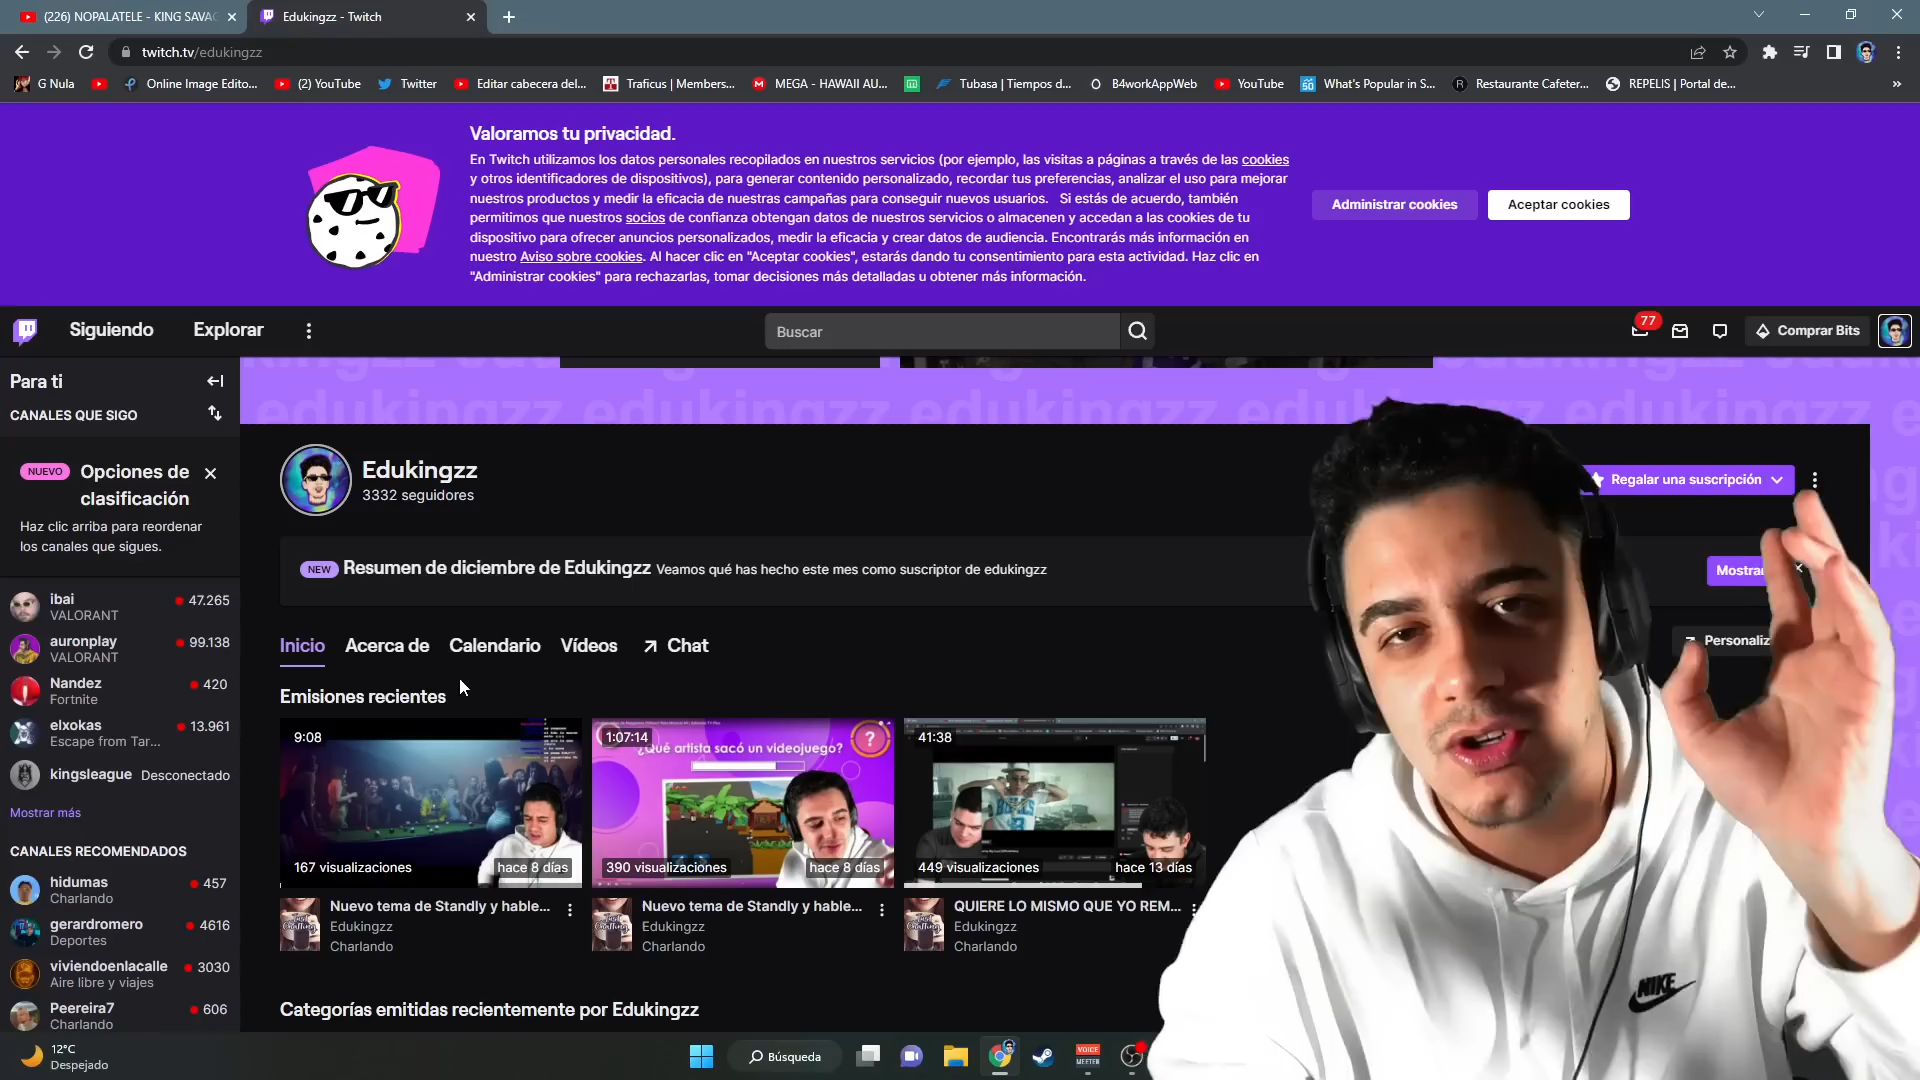 (226) NOPALATELE - KING SAVAG
Edukingzz - Twitch
twitch.tv/edukingzz
G Nula
Online Image Edito...
(2) YouTube
Twitter
Editar cabecera del...
Traficus | Members...
MEGA - HAWAII AU...
Tubasa | Tiempos d...
B4workAppWeb
YouTube
What's Popular in S...
Restaurante Cafeter...
REPELIS | Portal de...
Valoramos tu privacidad.
En Twitch utilizamos los datos personales recopilados en nuestros servicios (por ejemplo, las visitas a páginas a través de las cookies
y otros identificadores de dispositivos), para generar contenido personalizado, recordar tus preferencias, analizar el uso para mejorar
nuestros productos y medir la eficacia de nuestras campañas para conseguir nuevos usuarios. Si estás de acuerdo, también
permitimos que nuestros socios de confianza obtengan datos de nuestros servicios o almacenen y accedan a las cookies de tu
dispositivo para ofrecer anuncios personalizados, medir la eficacia y crear datos de audiencia. Encontrarás más información en
nuestro Aviso sobre cookies. Al hacer clic en "Aceptar cookies", estarás dando tu consentimiento para esta actividad. Haz clic en
"Administrar cookies" para rechazarlas, tomar decisiones más detalladas u obtener más información.
Administrar cookies
Aceptar cookies
Siguiendo
Explorar
Buscar
77
Comprar Bits
Para ti
CANALES QUE SIGO
NUEVO
Opciones de
clasificación
Haz clic arriba para reordenar
los canales que sigues.
ibai 47.265
VALORANT
auronplay 99.138
VALORANT
Nandez 420
Fortnite
elxokas 13.961
Escape from Tar...
kingsleague Desconectado
Mostrar más
CANALES RECOMENDADOS
hidumas 457
Charlando
gerardromero 4616
Deportes
viviendoenlacalle 3030
Aire libre y viajes
Peereira7 606
Charlando
edukingzz edukingzz edukingzz edukingzz edukingzz
Edukingzz
3332 seguidores
Regalar una suscripción
NEW Resumen de diciembre de Edukingzz Veamos qué has hecho este mes como suscriptor de edukingzz
Mostrar
Inicio
Acerca de
Calendario
Vídeos
Chat
Personaliz
Emisiones recientes
9:08
167 visualizaciones
hace 8 días
Nuevo tema de Standly y hable...
Edukingzz
Charlando
1:07:14
¿Qué artista sacó un videojuego?
?
390 visualizaciones
hace 8 días
Nuevo tema de Standly y hable...
Edukingzz
Charlando
41:38
449 visualizaciones
hace 13 días
QUIERE LO MISMO QUE YO REM...
Edukingzz
Charlando
Categorías emitidas recientemente por Edukingzz
NIKE
12°C
Despejado
Búsqueda
VOICE
MEETER